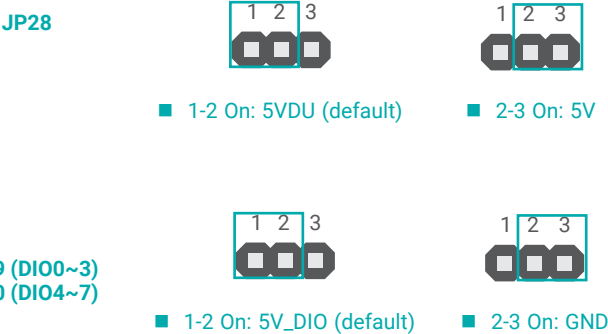 JP28
1 2 3
1 2 3
1-2 On: 5VDU (default)
2-3 On: 5V
1 2 3
1 2 3
9 (DIO0~3)
0 (DIO4~7)
1-2 On: 5V_DIO (default)
2-3 On: GND